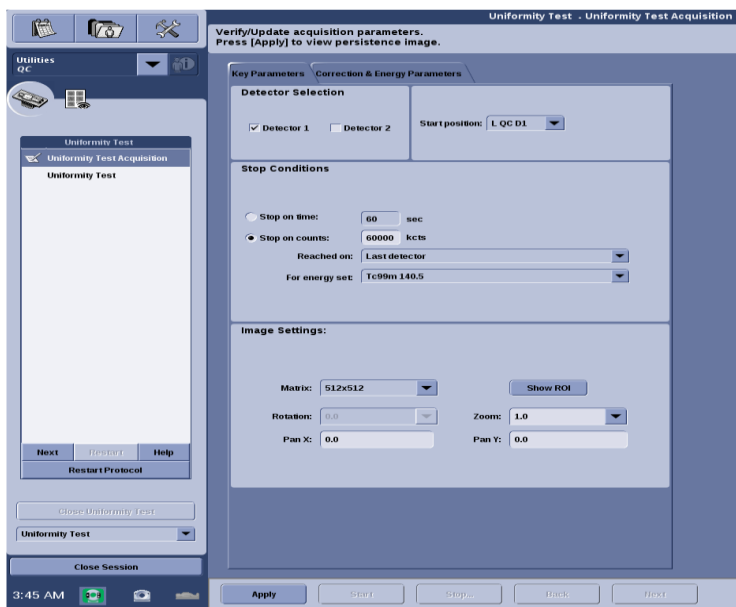 Uniformity Test . Uniformity Test Acquisition
Verify/Update acquisition parameters.
Press [Apply] to view persistence image.
Utilities
QC
Uniformity Test
Uniformity Test Acquisition
Uniformity Test
Next Restart Help
Restart Protocol
Close Uniformity Test
Uniformity Test
Close Session
3:45 AM
Key Parameters Correction & Energy Parameters
Detector Selection
Detector 1 Detector 2
Start position: L QC D1
Stop Conditions
Stop on time: 60 sec
Stop on counts: 60000 kcts
Reached on: Last detector
For energy set: Tc99m 140.5
Image Settings:
Matrix: 512x512 Show ROI
Rotation: 0.0 Zoom: 1.0
Pan X: 0.0 Pan Y: 0.0
Apply Start Stop... Back Next